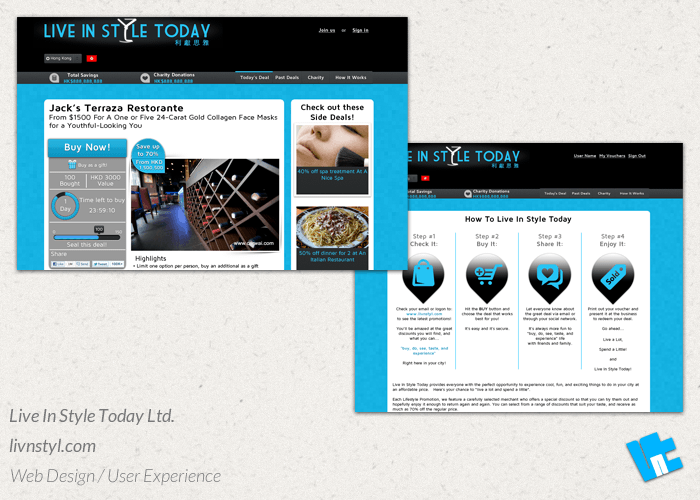 LIVE IN STYLE TODAY
利歡思雅
Join us or Sign in
Hong Kong
Total Savings
HK$888,888,888
Charity Donations
HK$888,888,888
Today's Deal Past Deals Charity How It Works
Jack's Terraza Restorante
From $1500 For A One or Five 24-Carat Gold Collagen Face Masks
for a Youthful-Looking You
Buy Now!
Buy as a gift!
100
Bought
HKD 3000
Value
1
Day
Time left to buy
23:59:10
100
Seal this deal!
Share
Save up
to 70%
From HKD
1 500 500
Highlights
• Limit one option per person, buy an additional as a gift
Check out these
Side Deals!
40% off spa treatment At A
Nice Spa
50% off dinner for 2 at An
Italian Restaurant
VE IN STYLE TODAY
利歡思雅
User Name My Vouchers Sign Out
Savings
Charity Donations
Today's Deal Past Deals Charity How It Works
How To Live In Style Today
Step #1
Check It:
Check your email or logon to:
www.livnstyl.com
to see the latest promotions!
You'll be amazed at the great
discounts you will find, and
what you can...
"buy, do, see, taste, and
experience"
Right here in your city!
Step #2
Buy It:
Hit the BUY button and
choose the deal that works
best for you!
It's easy and it's secure.
Step #3
Share It:
Let everyone know about
the great deal via email or
through your social network.
It's always more fun to
"buy, do, see, taste, and
experience" your life
with friends and family.
Step #4
Enjoy It:
Sold
Print out your voucher and
present it at the business
to redeem your deal.
Go ahead...
Live a Lot,
Spend a Little!
and
Live In Style Today!
Live In Style Today provides everyone with the perfect opportunity to experience cool, fun, and exciting things to do in your city at an
affordable price. Here's your chance to "live a lot and spend a little".
Each Lifestyle Promotion, we feature a carefully selected merchant who offers a special discount so that you can try them out and
hopefully enjoy it enough to return again and again. You can select from a range of discounts that suit your taste, and receive as
much as 70% off the regular price.
Live In Style Today Ltd.
livnstyl.com
Web Design / User Experience